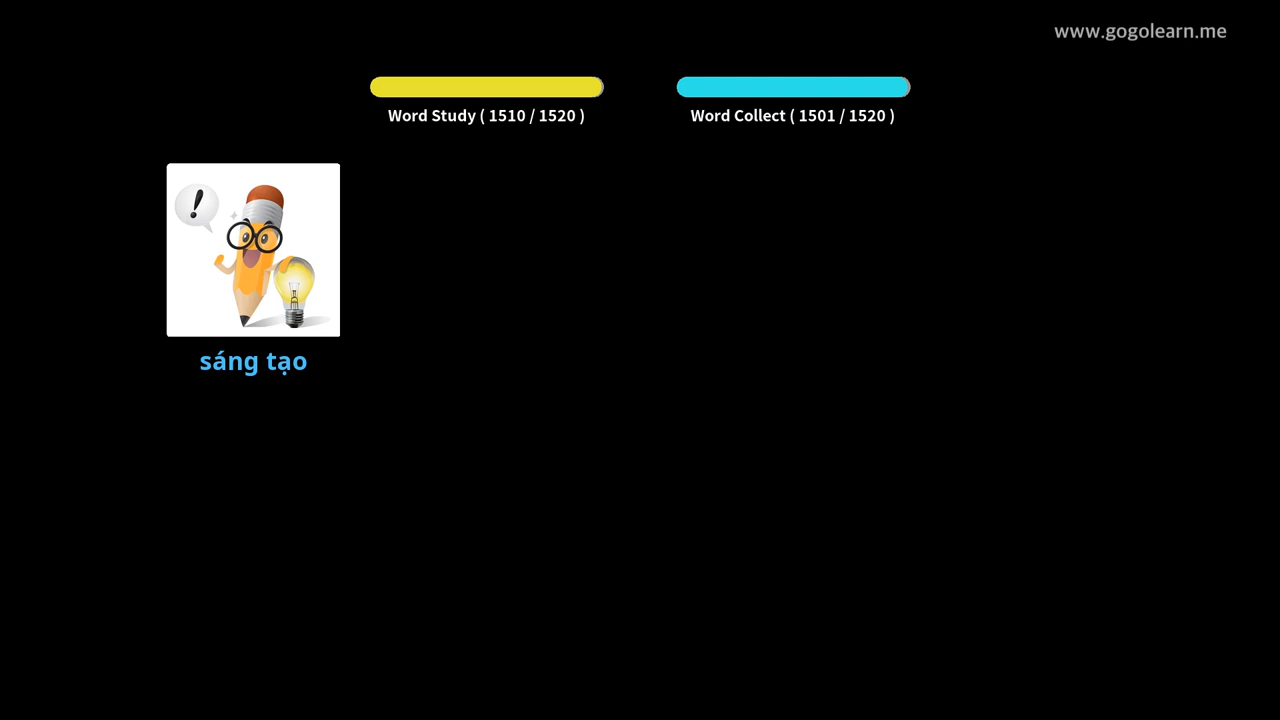 www.gogolearn.me
Word Study ( 1510 / 1520 )
Word Collect ( 1501 / 1520 )
!
sáng tạo